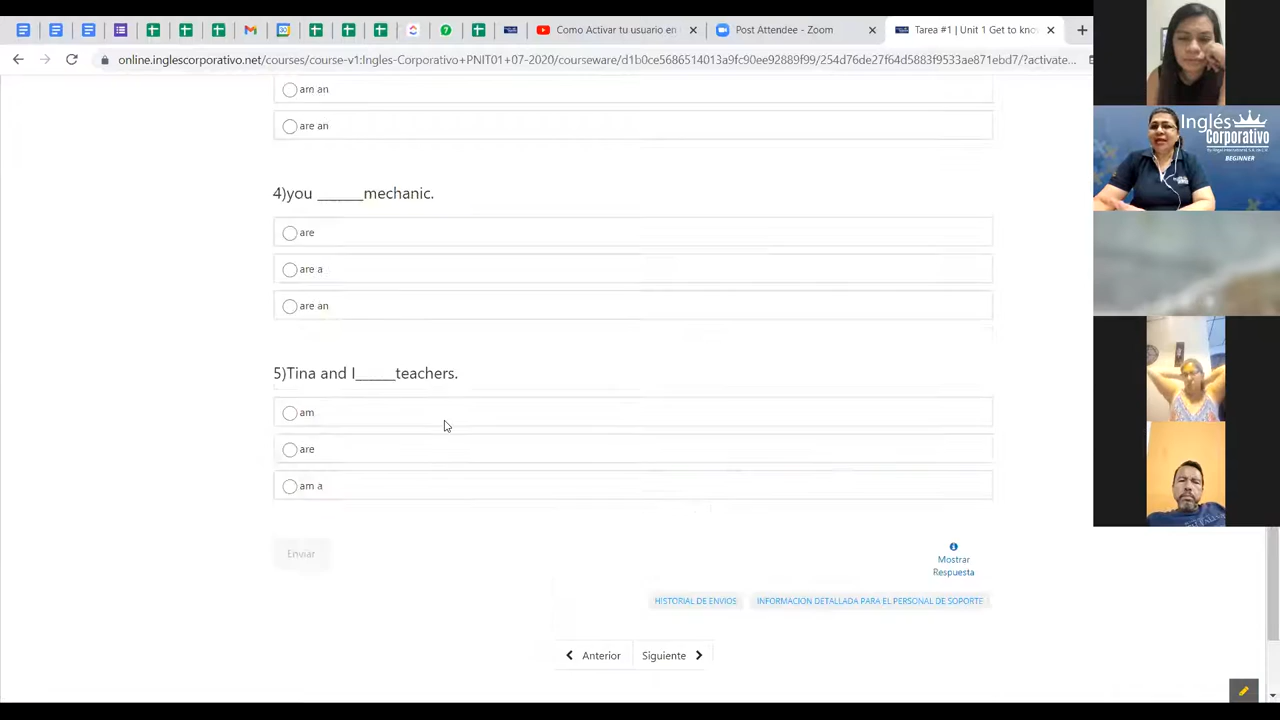 Como Activar tu usuario en
Post Attendee - Zoom
Tarea #1 | Unit 1 Get to kno
online.inglescorporativo.net/courses/course-v1:Ingles-Corporativo+PNIT01+07-2020/courseware/d1b0ce5686514013a9fc90ee92889f99/254d76de27f64d5883f9533ae871ebd7/?activate...
am an
are an
4)you ______mechanic.
are
are a
are an
5)Tina and I_____teachers.
am
are
am a
Enviar
Mostrar
Respuesta
HISTORIAL DE ENVIOS
INFORMACION DETALLADA PARA EL PERSONAL DE SOPORTE
Anterior
Siguiente
Inglés
Corporativo
BEGINNER